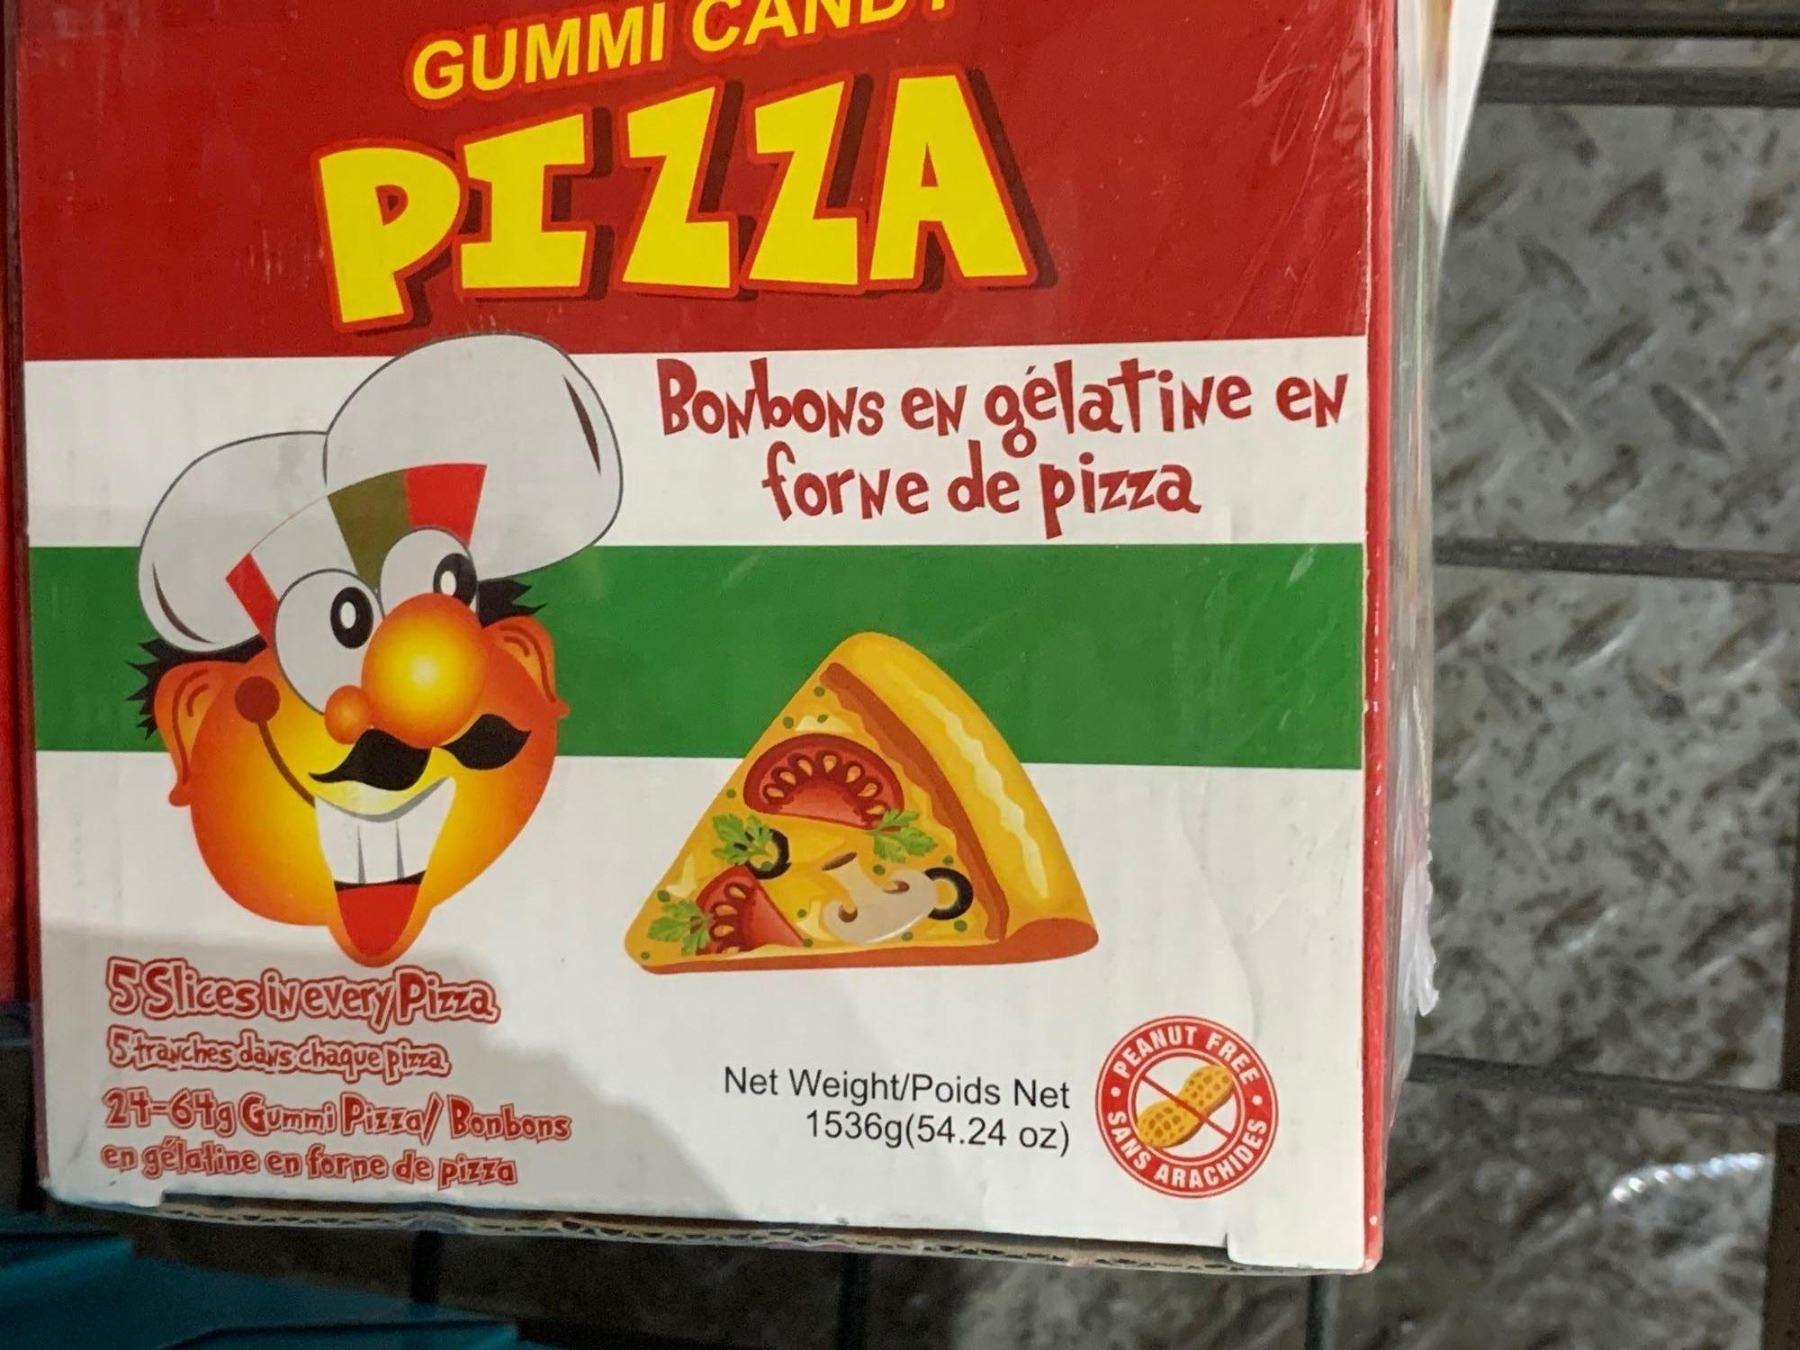 GUMMI CANDY
PIZZA
Bonbons en gélatine en
forne de pizza
5 Slices in every Pizza
5 tranches dans chaque pizza
24-64g Gummi Pizza/ Bonbons
en gélatine en forne de pizza
Net Weight/Poids Net
1536g(54.24 oz)
PEANUT FREE
SANS ARACHIDES